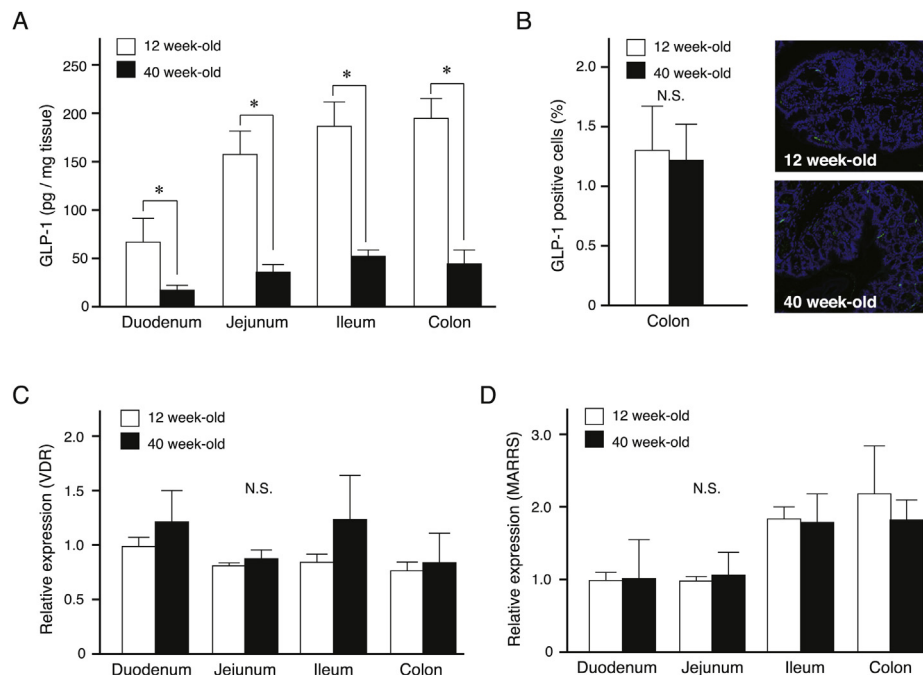 A
12 week-old
40 week-old
GLP-1 (pg / mg tissue)
250
200
150
100
50
0
*
*
*
*
Duodenum
Jejunum
Ileum
Colon
B
12 week-old
40 week-old
N.S.
GLP-1 positive cells (%)
2.0
1.5
1.0
0.5
0
Colon
12 week-old
40 week-old
C
12 week-old
40 week-old
Relative expression (VDR)
2.0
1.5
1.0
0.5
0
N.S.
Duodenum
Jejunum
Ileum
Colon
D
12 week-old
40 week-old
Relative expression (MARRS)
3.0
2.0
1.0
0
N.S.
Duodenum
Jejunum
Ileum
Colon